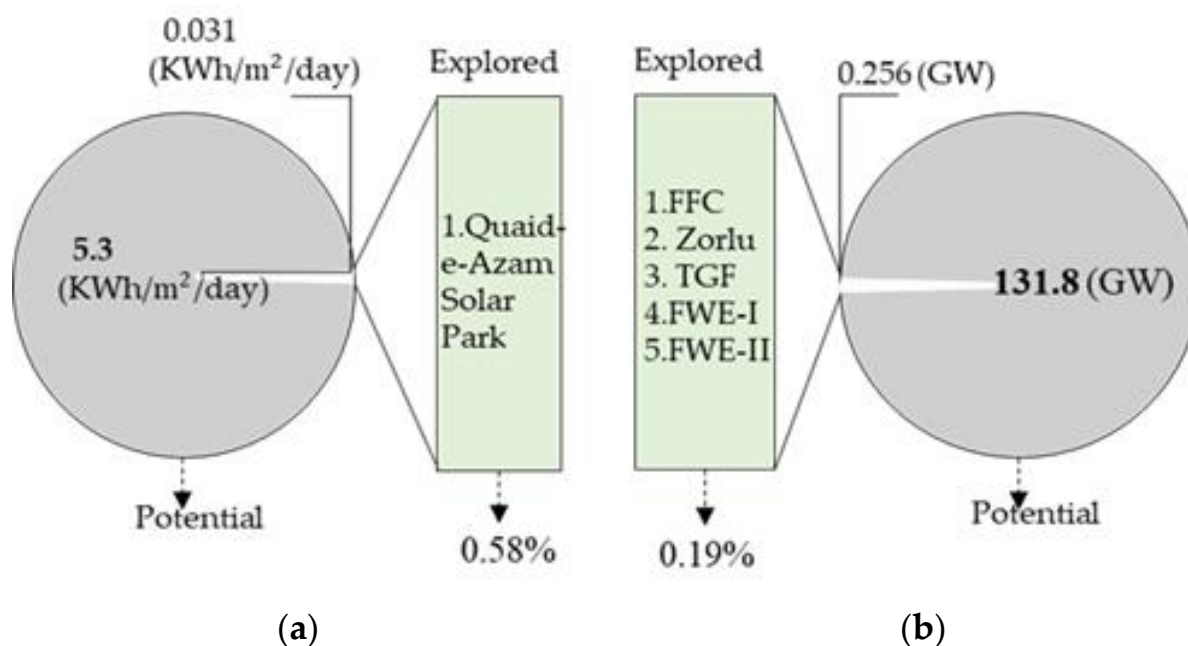 0.031
(KWh/m²/day)
5.3
(KWh/m²/day)
Potential
Explored
1.Quaid-
e-Azam
Solar
Park
0.58%
(a)
Explored
1.FFC
2. Zorlu
3. TGF
4.FWE-I
5.FWE-II
0.19%
0.256 (GW)
131.8 (GW)
Potential
(b)